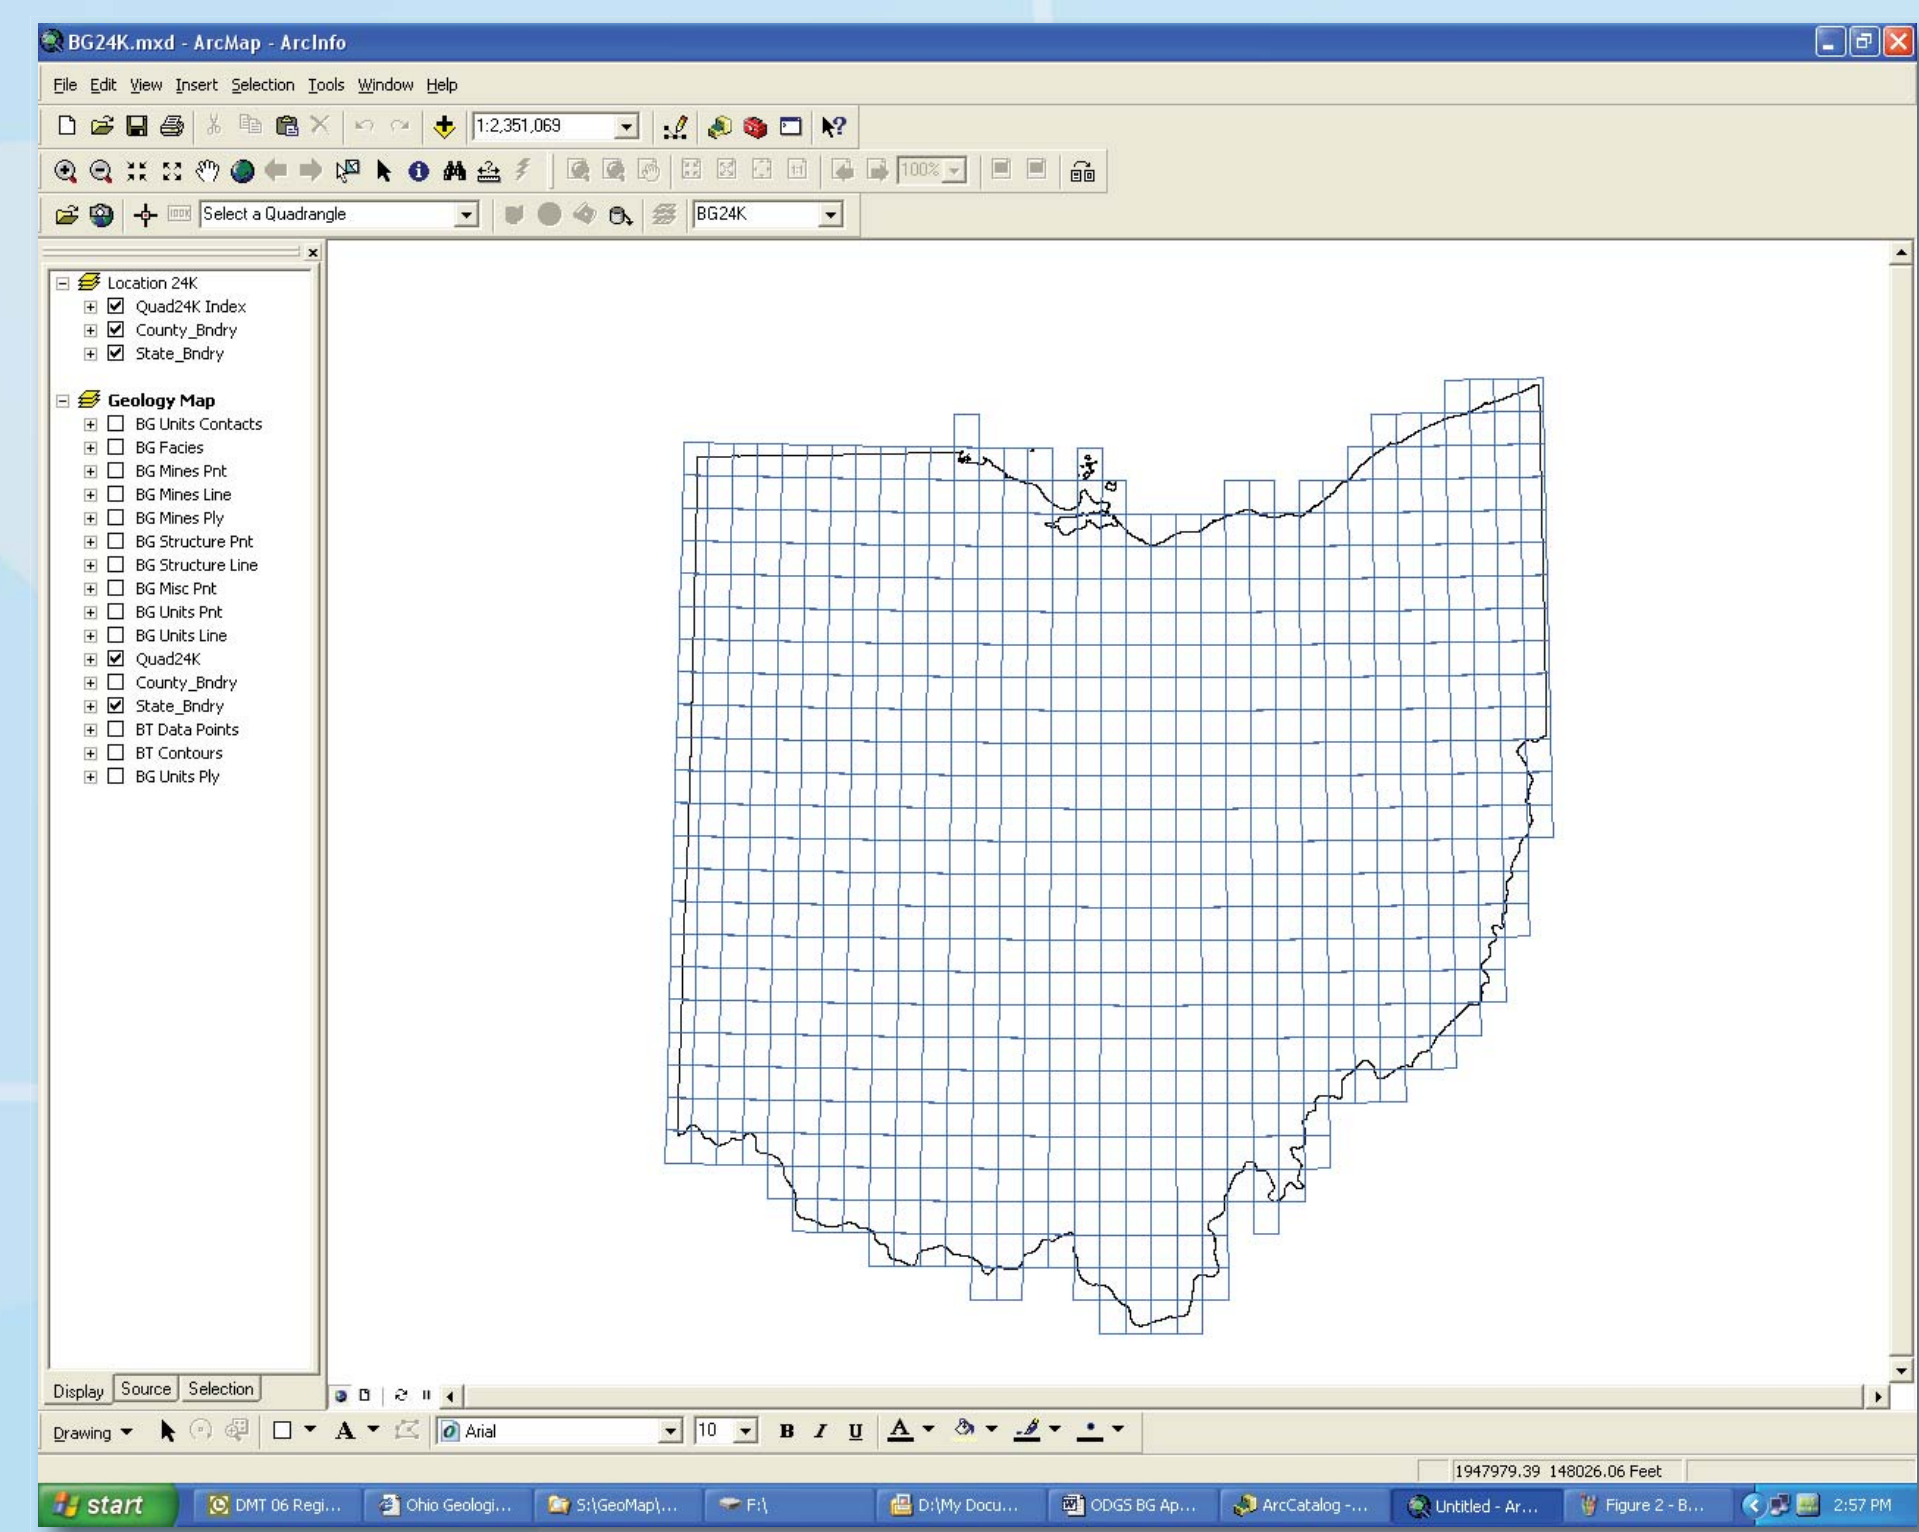 BG24K.mxd - ArcMap - ArcInfo
File Edit View Insert Selection Tools Window Help
1:2,351,069
100%
Select a Quadrangle
BG24K
Location 24K
Quad24K Index
County_Bndry
State_Bndry
Geology Map
BG Units Contacts
BG Facies
BG Mines Pnt
BG Mines Line
BG Mines Ply
BG Structure Pnt
BG Structure Line
BG Misc Pnt
BG Units Pnt
BG Units Line
Quad24K
County_Bndry
State_Bndry
BT Data Points
BT Contours
BG Units Ply
Display Source Selection
Drawing A Arial 10 B I U A
1947979.39 148026.06 Feet
start DMT 06 Regi... Ohio Geologi... S:\GeoMap\... F:\ D:\My Docu... ODGS BG Ap... ArcCatalog -... Untitled - Ar... Figure 2 - B... 2:57 PM